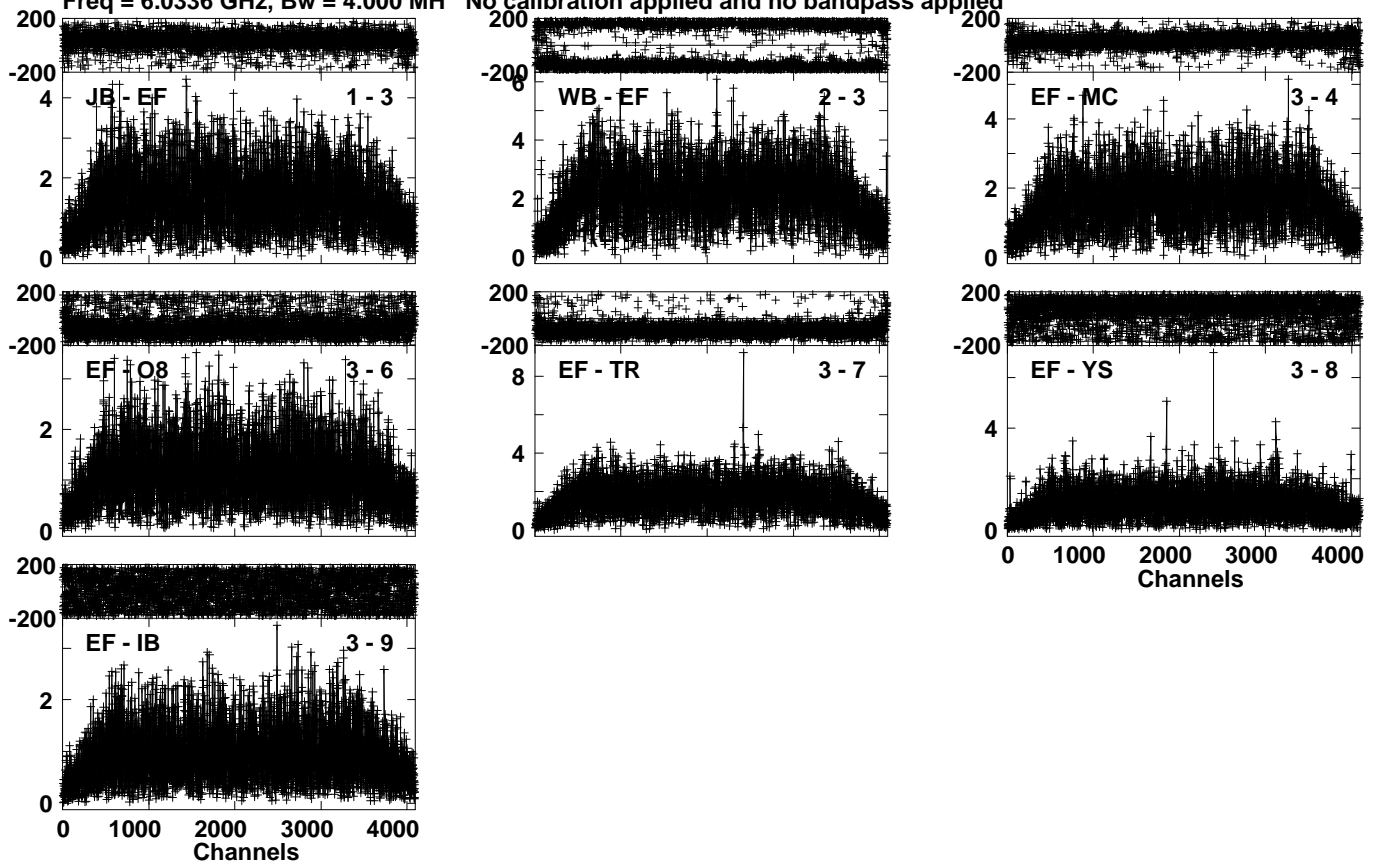 Freq = 6.0336 GHz, Bw = 4.000 MH No calibration applied and no bandpass applied
200
-200
JB - EF 1 - 3
4
2
0
200
-200
WB - EF 2 - 3
6
4
2
0
200
-200
EF - MC 3 - 4
4
2
0
200
-200
EF - O8 3 - 6
2
0
200
-200
EF - TR 3 - 7
8
4
0
200
-200
EF - YS 3 - 8
4
0
0 1000 2000 3000 4000
Channels
200
-200
EF - IB 3 - 9
2
0
0 1000 2000 3000 4000
Channels